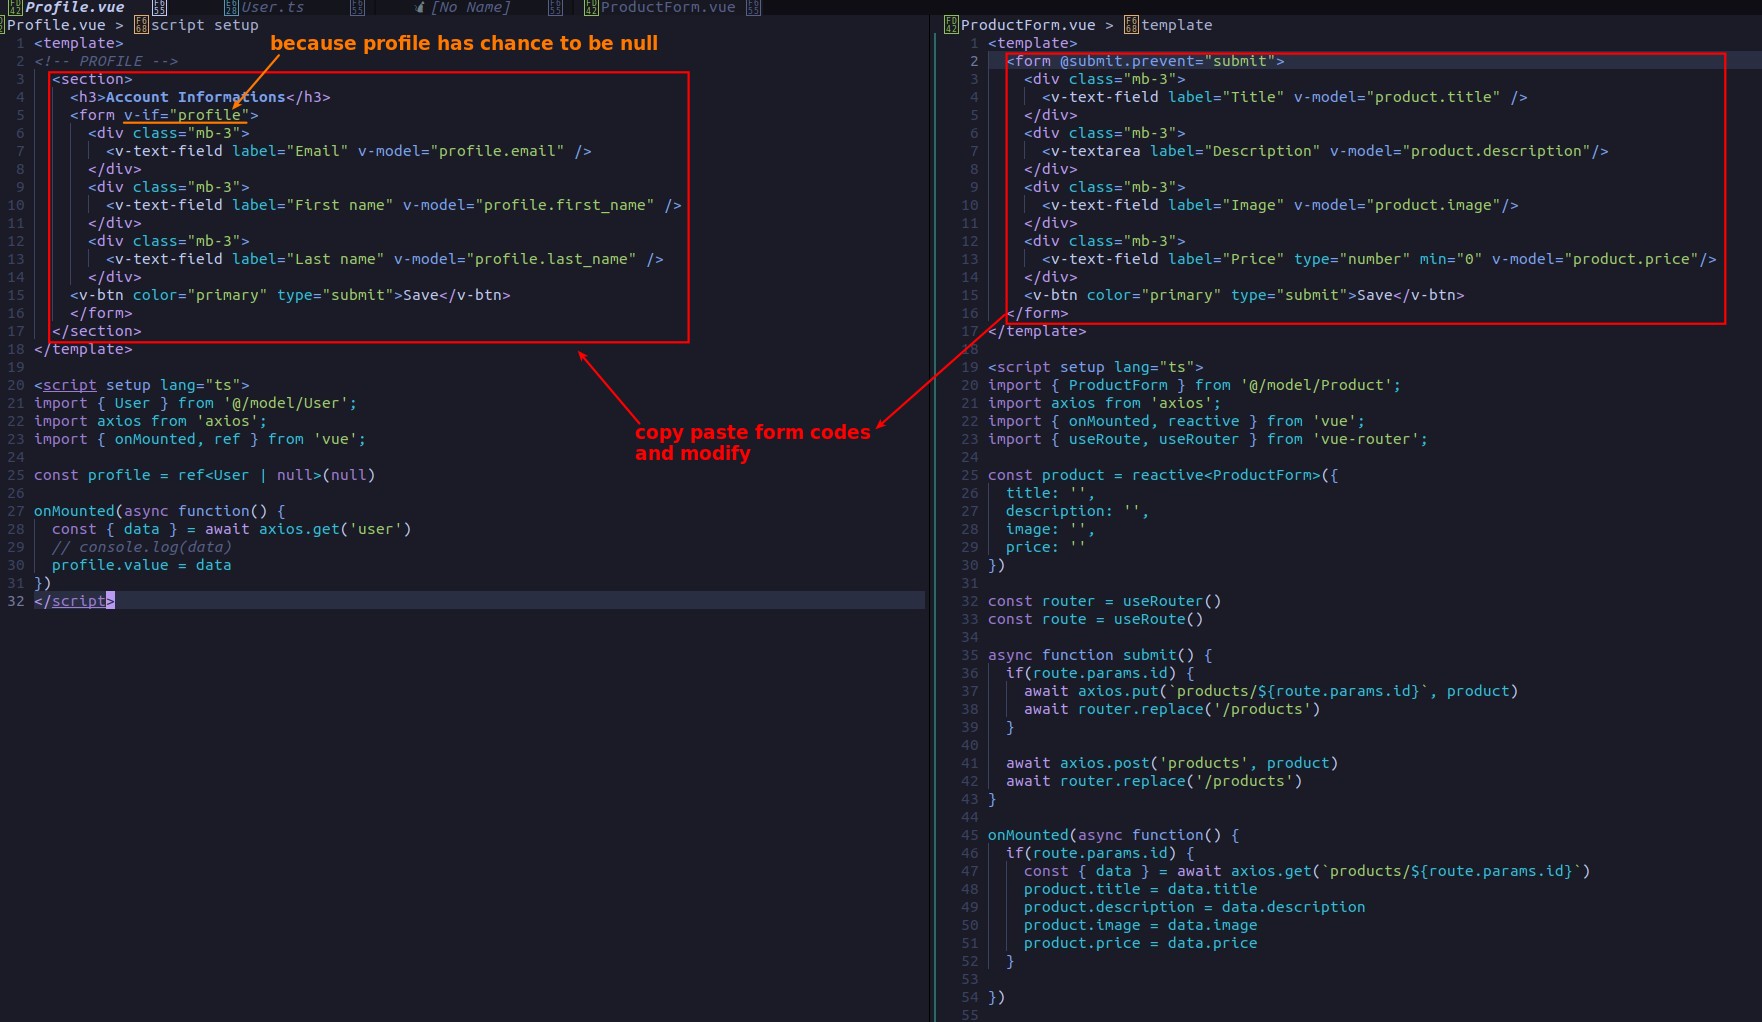 Profile.vue User.ts [No Name] ProductForm.vue
Profile.vue > script setup
because profile has chance to be null
1 <template>
2 <!-- PROFILE -->
3 <section>
4 <h3>Account Informations</h3>
5 <form v-if="profile">
6 <div class="mb-3">
7 <v-text-field label="Email" v-model="profile.email" />
8 </div>
9 <div class="mb-3">
10 <v-text-field label="First name" v-model="profile.first_name" />
11 </div>
12 <div class="mb-3">
13 <v-text-field label="Last name" v-model="profile.last_name" />
14 </div>
15 <v-btn color="primary" type="submit">Save</v-btn>
16 </form>
17 </section>
18 </template>
19
20 <script setup lang="ts">
21 import { User } from '@/model/User';
22 import axios from 'axios';
23 import { onMounted, ref } from 'vue';
24
25 const profile = ref<User | null>(null)
26
27 onMounted(async function() {
28 const { data } = await axios.get('user')
29 // console.log(data)
30 profile.value = data
31 })
32 </script>
copy paste form codes
and modify
ProductForm.vue > template
1 <template>
2 <form @submit.prevent="submit">
3 <div class="mb-3">
4 <v-text-field label="Title" v-model="product.title" />
5 </div>
6 <div class="mb-3">
7 <v-textarea label="Description" v-model="product.description"/>
8 </div>
9 <div class="mb-3">
10 <v-text-field label="Image" v-model="product.image"/>
11 </div>
12 <div class="mb-3">
13 <v-text-field label="Price" type="number" min="0" v-model="product.price"/>
14 </div>
15 <v-btn color="primary" type="submit">Save</v-btn>
16 </form>
17 </template>
18
19 <script setup lang="ts">
20 import { ProductForm } from '@/model/Product';
21 import axios from 'axios';
22 import { onMounted, reactive } from 'vue';
23 import { useRoute, useRouter } from 'vue-router';
24
25 const product = reactive<ProductForm>({
26 title: '',
27 description: '',
28 image: '',
29 price: ''
30 })
31
32 const router = useRouter()
33 const route = useRoute()
34
35 async function submit() {
36 if(route.params.id) {
37 await axios.put(`products/${route.params.id}`, product)
38 await router.replace('/products')
39 }
40
41 await axios.post('products', product)
42 await router.replace('/products')
43 }
44
45 onMounted(async function() {
46 if(route.params.id) {
47 const { data } = await axios.get(`products/${route.params.id}`)
48 product.title = data.title
49 product.description = data.description
50 product.image = data.image
51 product.price = data.price
52 }
53
54 })
55